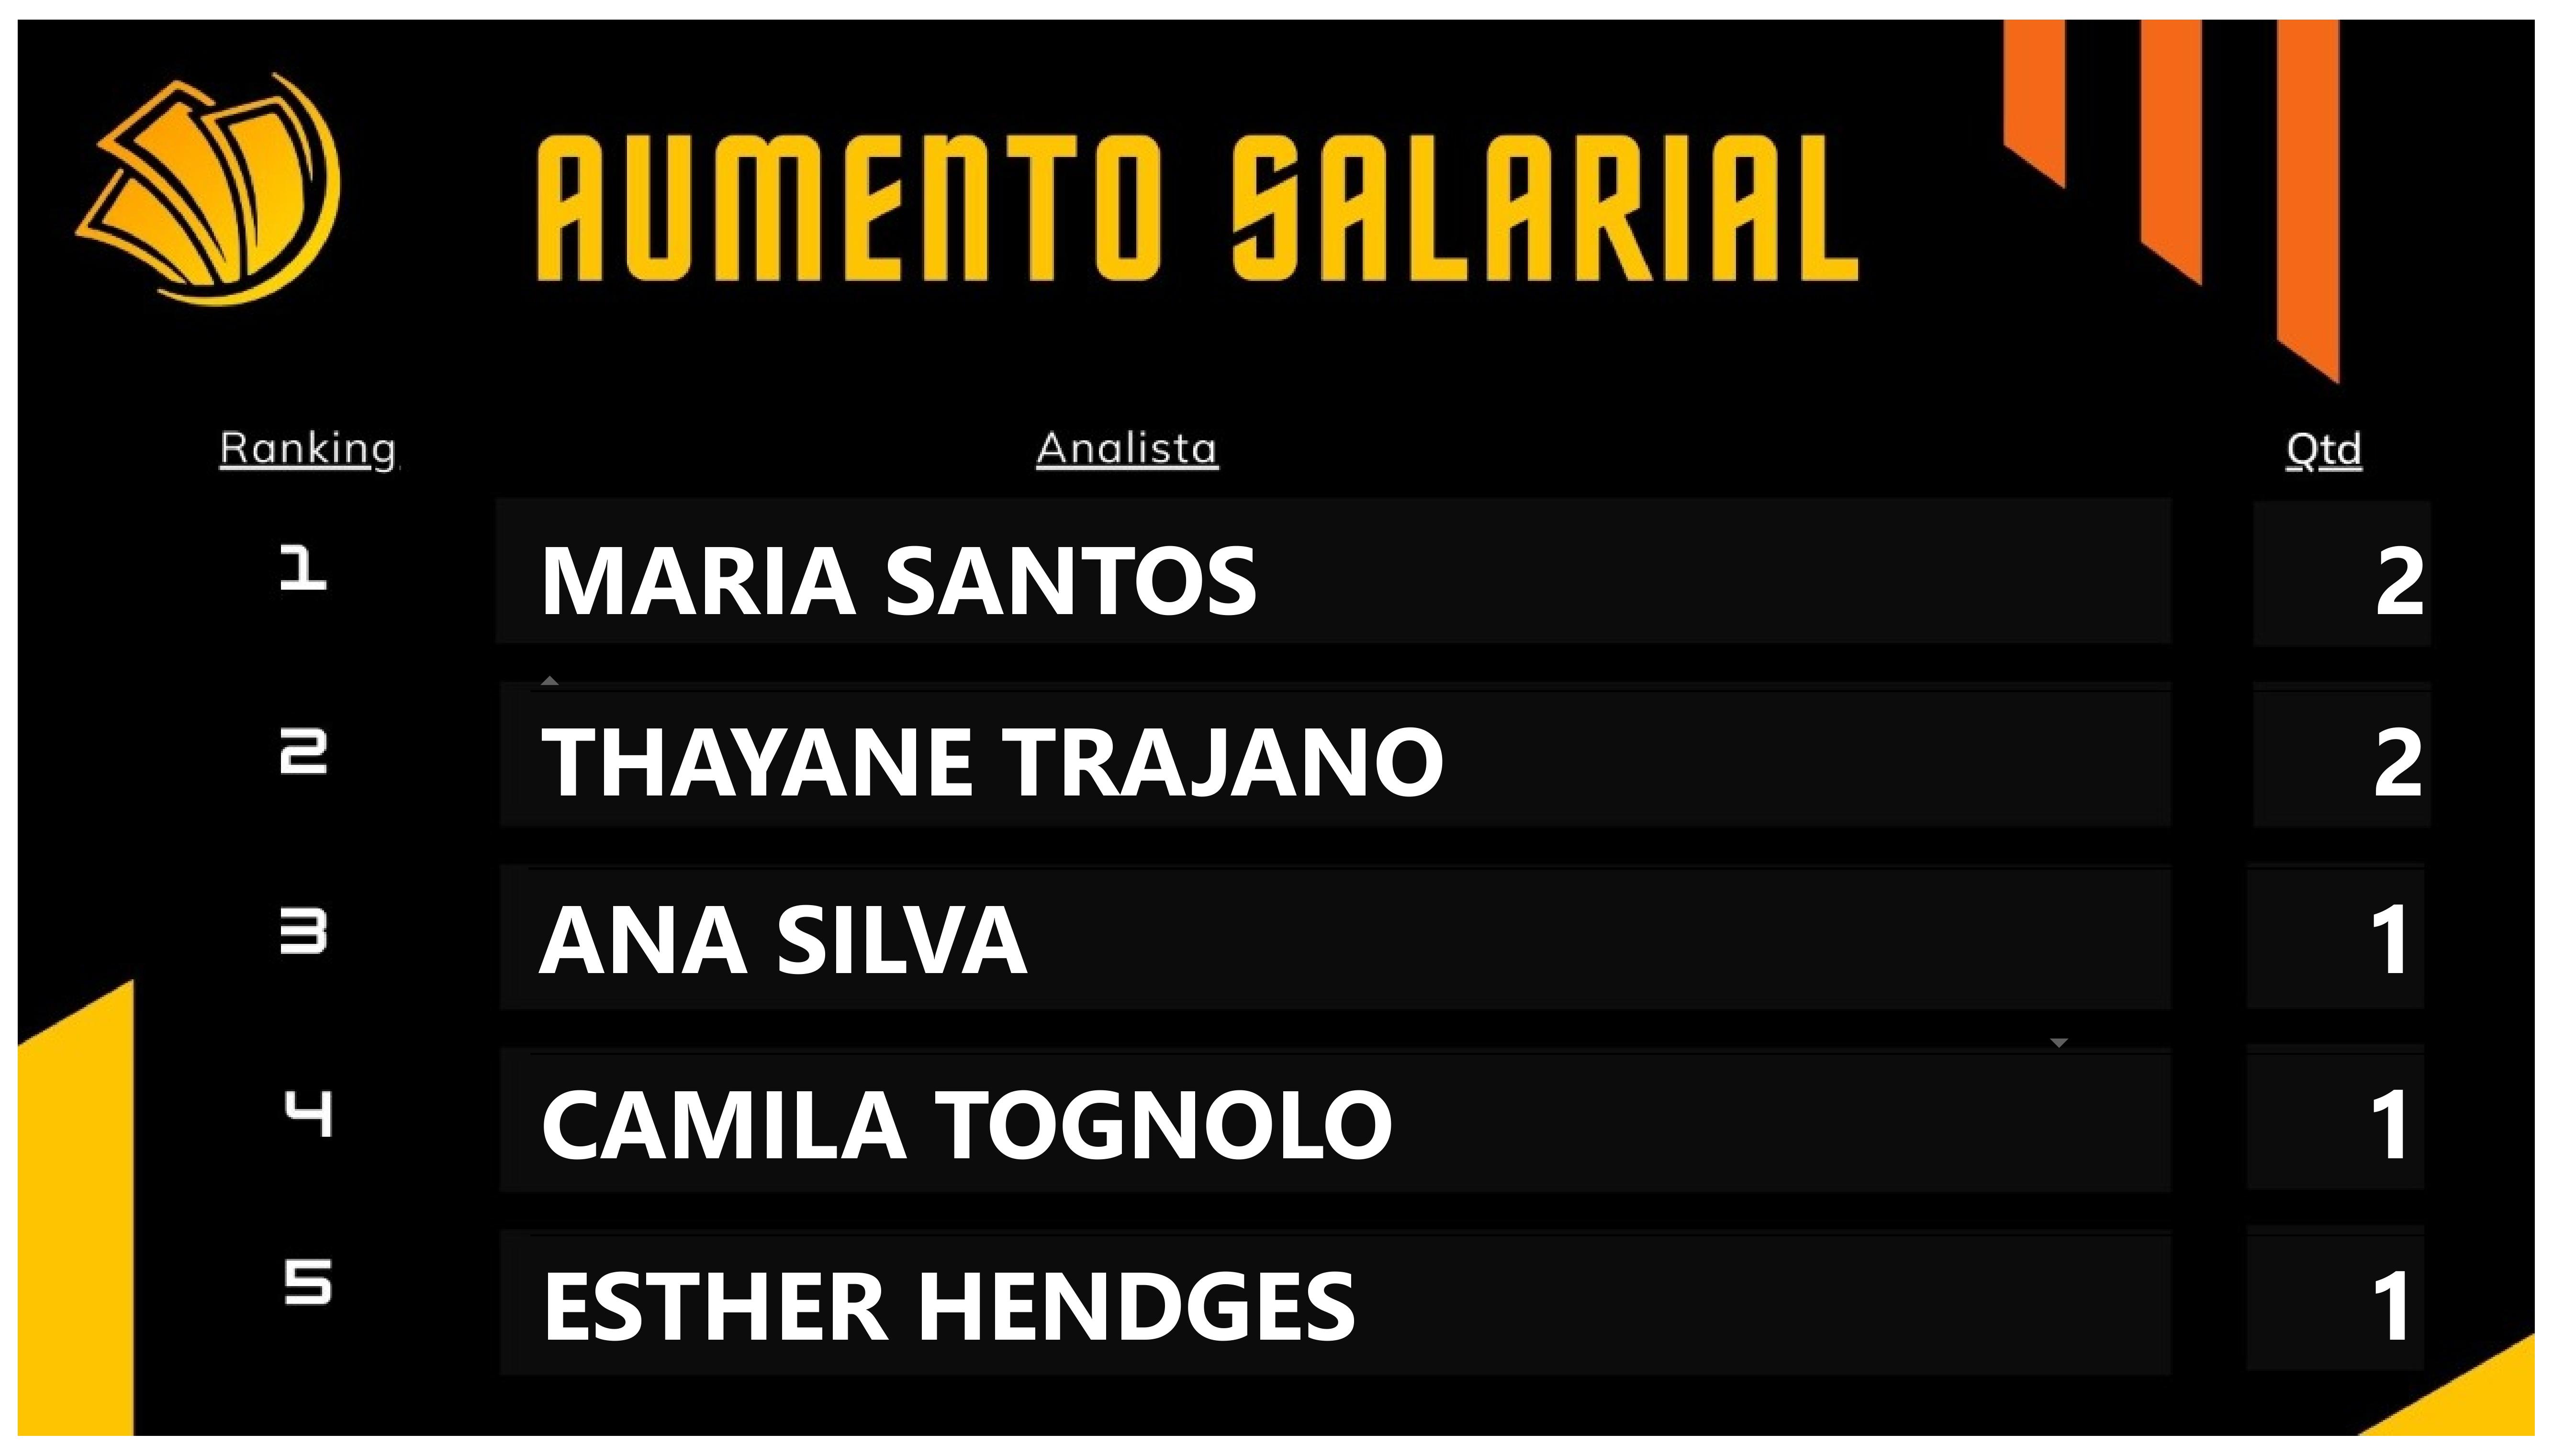 AUMENTO SALARIAL
Ranking Analista Qtd
1 MARIA SANTOS 2
2 THAYANE TRAJANO 2
3 ANA SILVA 1
4 CAMILA TOGNOLO 1
5 ESTHER HENDGES 1